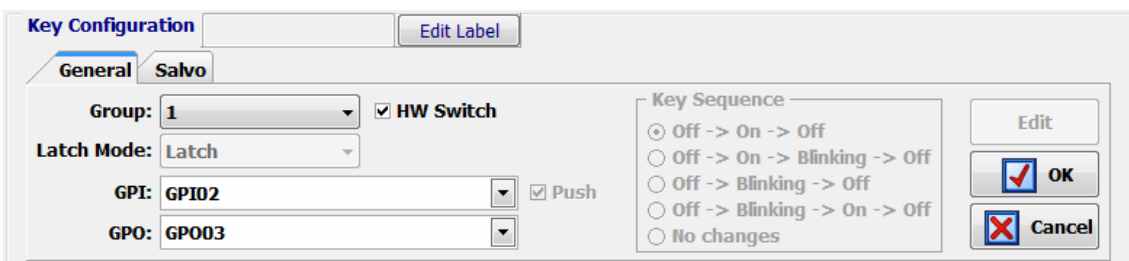 Key Configuration Edit Label
General Salvo
Group: 1 HW Switch
Latch Mode: Latch
GPI: GPI02 Push
GPO: GPO03
Key Sequence
Off -> On -> Off
Off -> On -> Blinking -> Off
Off -> Blinking -> Off
Off -> Blinking -> On -> Off
No changes
Edit
OK
Cancel